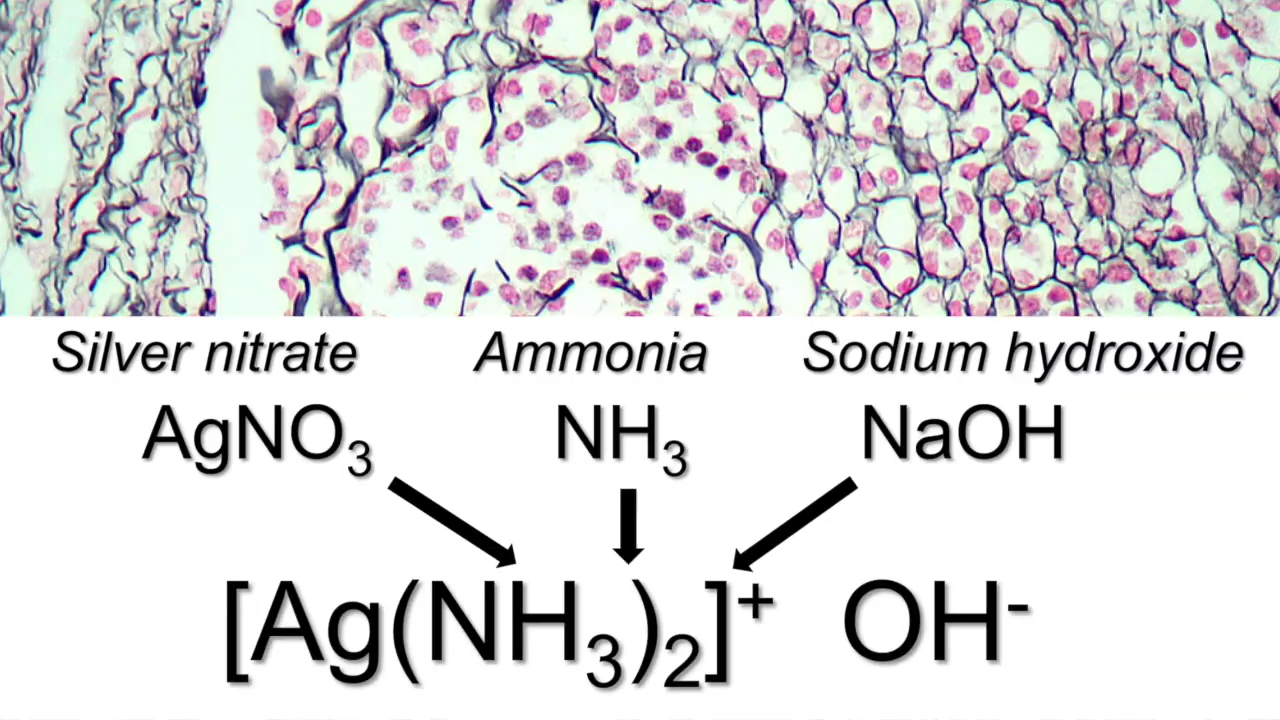 Silver nitrate Ammonia Sodium hydroxide
AgNO₃ NH₃ NaOH
[Ag(NH₃)₂]⁺ OH⁻